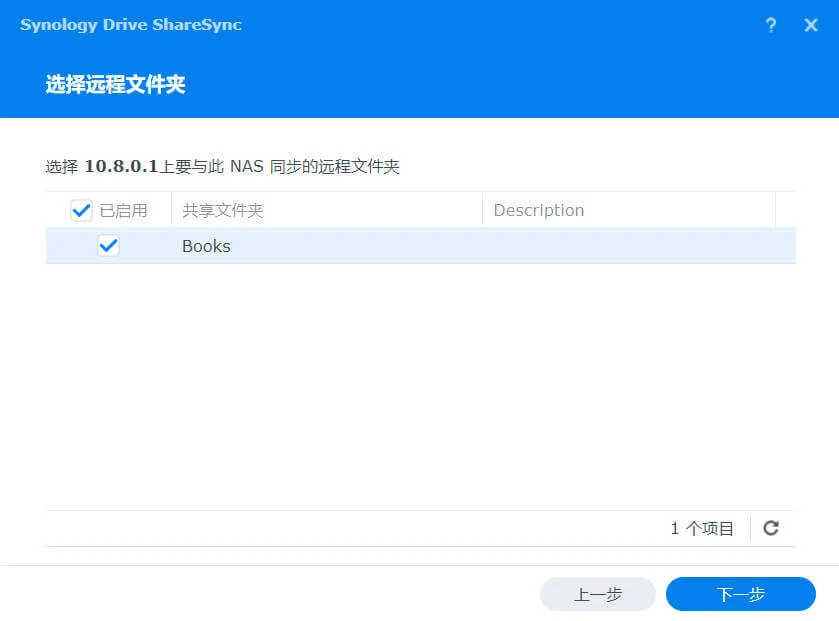 Synology Drive ShareSync
选择远程文件夹
选择 10.8.0.1上要与此 NAS 同步的远程文件夹
已启用 共享文件夹 Description
Books
1 个项目
上一步 下一步